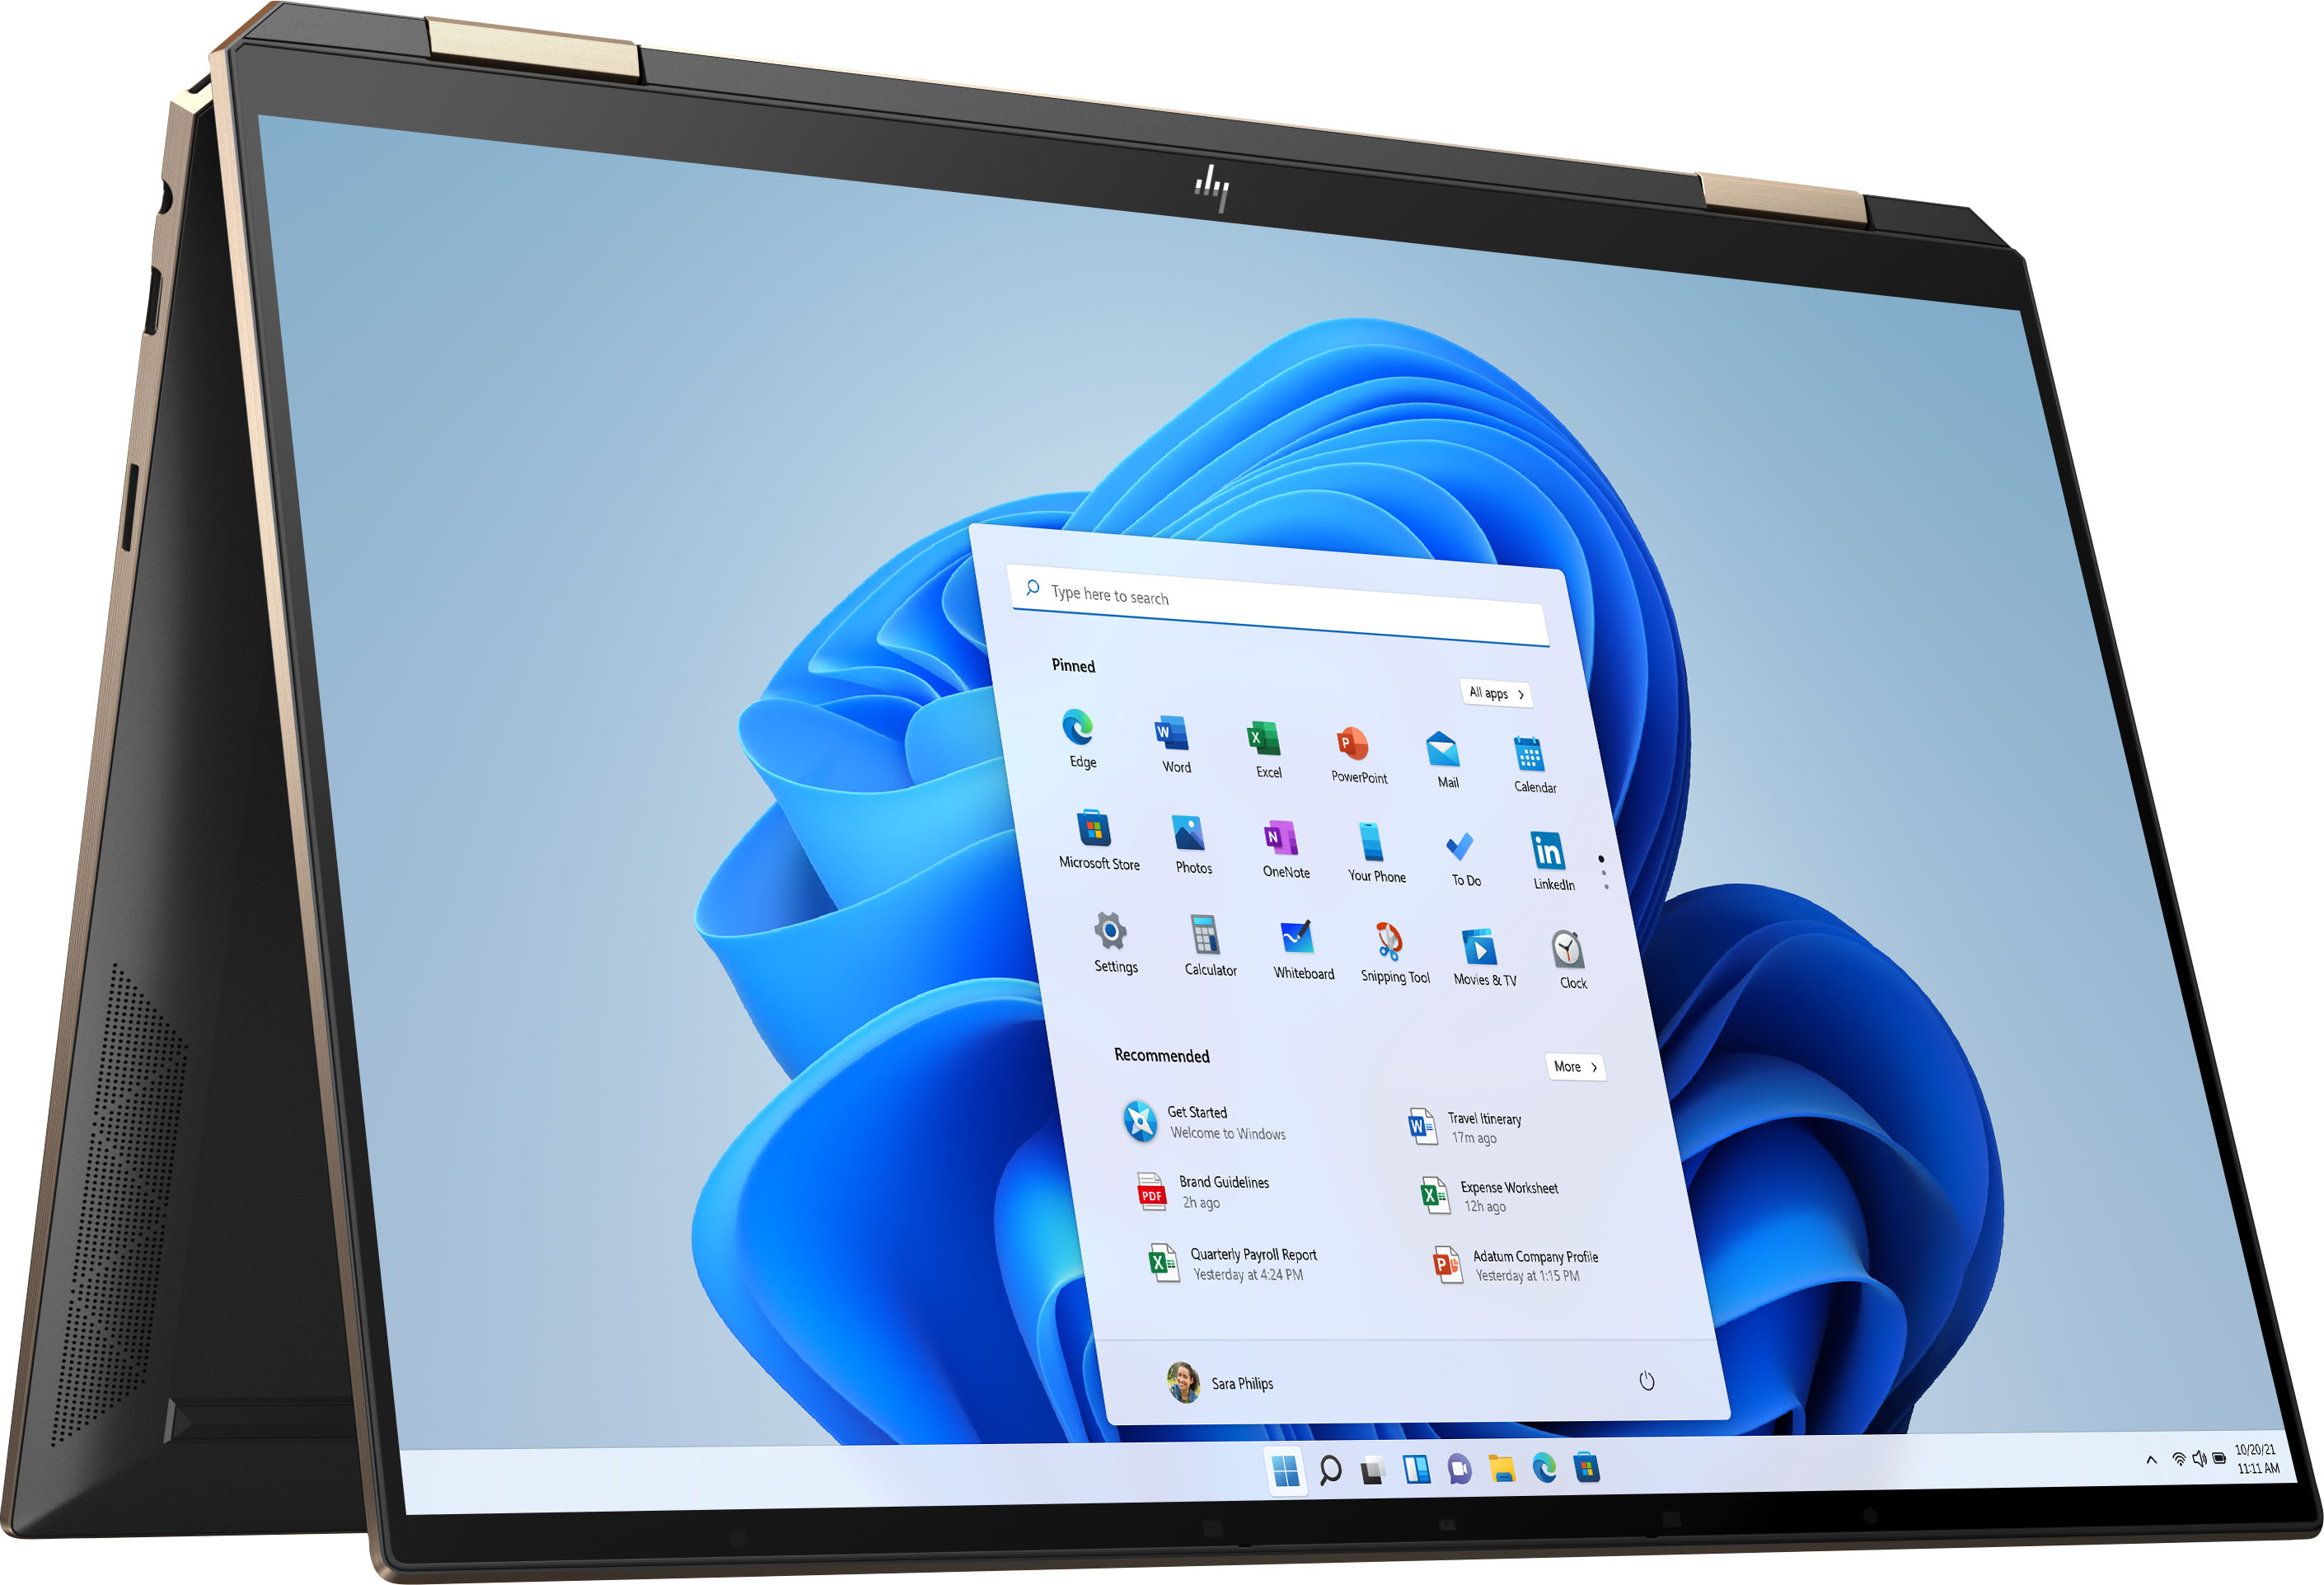 hp
Type here to search
Pinned
All apps
Edge
Word
Excel
PowerPoint
Mail
Calendar
Microsoft Store
Photos
OneNote
Your Phone
To Do
LinkedIn
Settings
Calculator
Whiteboard
Snipping Tool
Movies & TV
Clock
Recommended
More
Get Started
Welcome to Windows
Travel Itinerary
17m ago
PDF
Brand Guidelines
2h ago
Expense Worksheet
12h ago
Quarterly Payroll Report
Yesterday at 4:24 PM
Adatum Company Profile
Yesterday at 1:15 PM
Sara Philips
10/20/21
11:11 AM